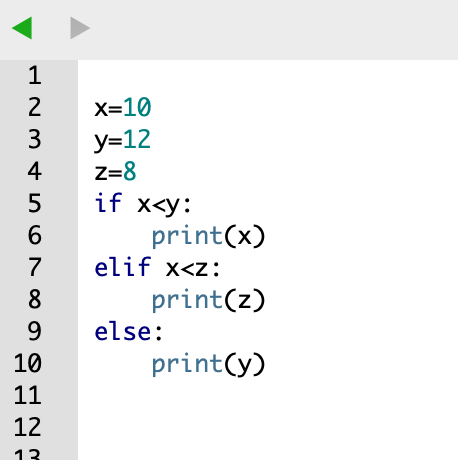 1
2 x=10
3 y=12
4 z=8
5 if x<y:
6     print(x)
7 elif x<z:
8     print(z)
9 else:
10     print(y)
11
12
13